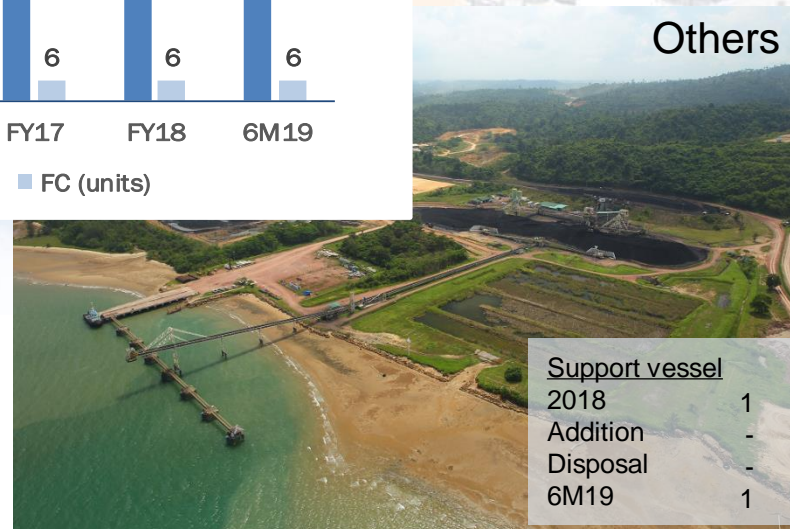 Others
6 6 6
FY17 FY18 6M19
FC (units)
Support vessel
2018 1
Addition -
Disposal -
6M19 1